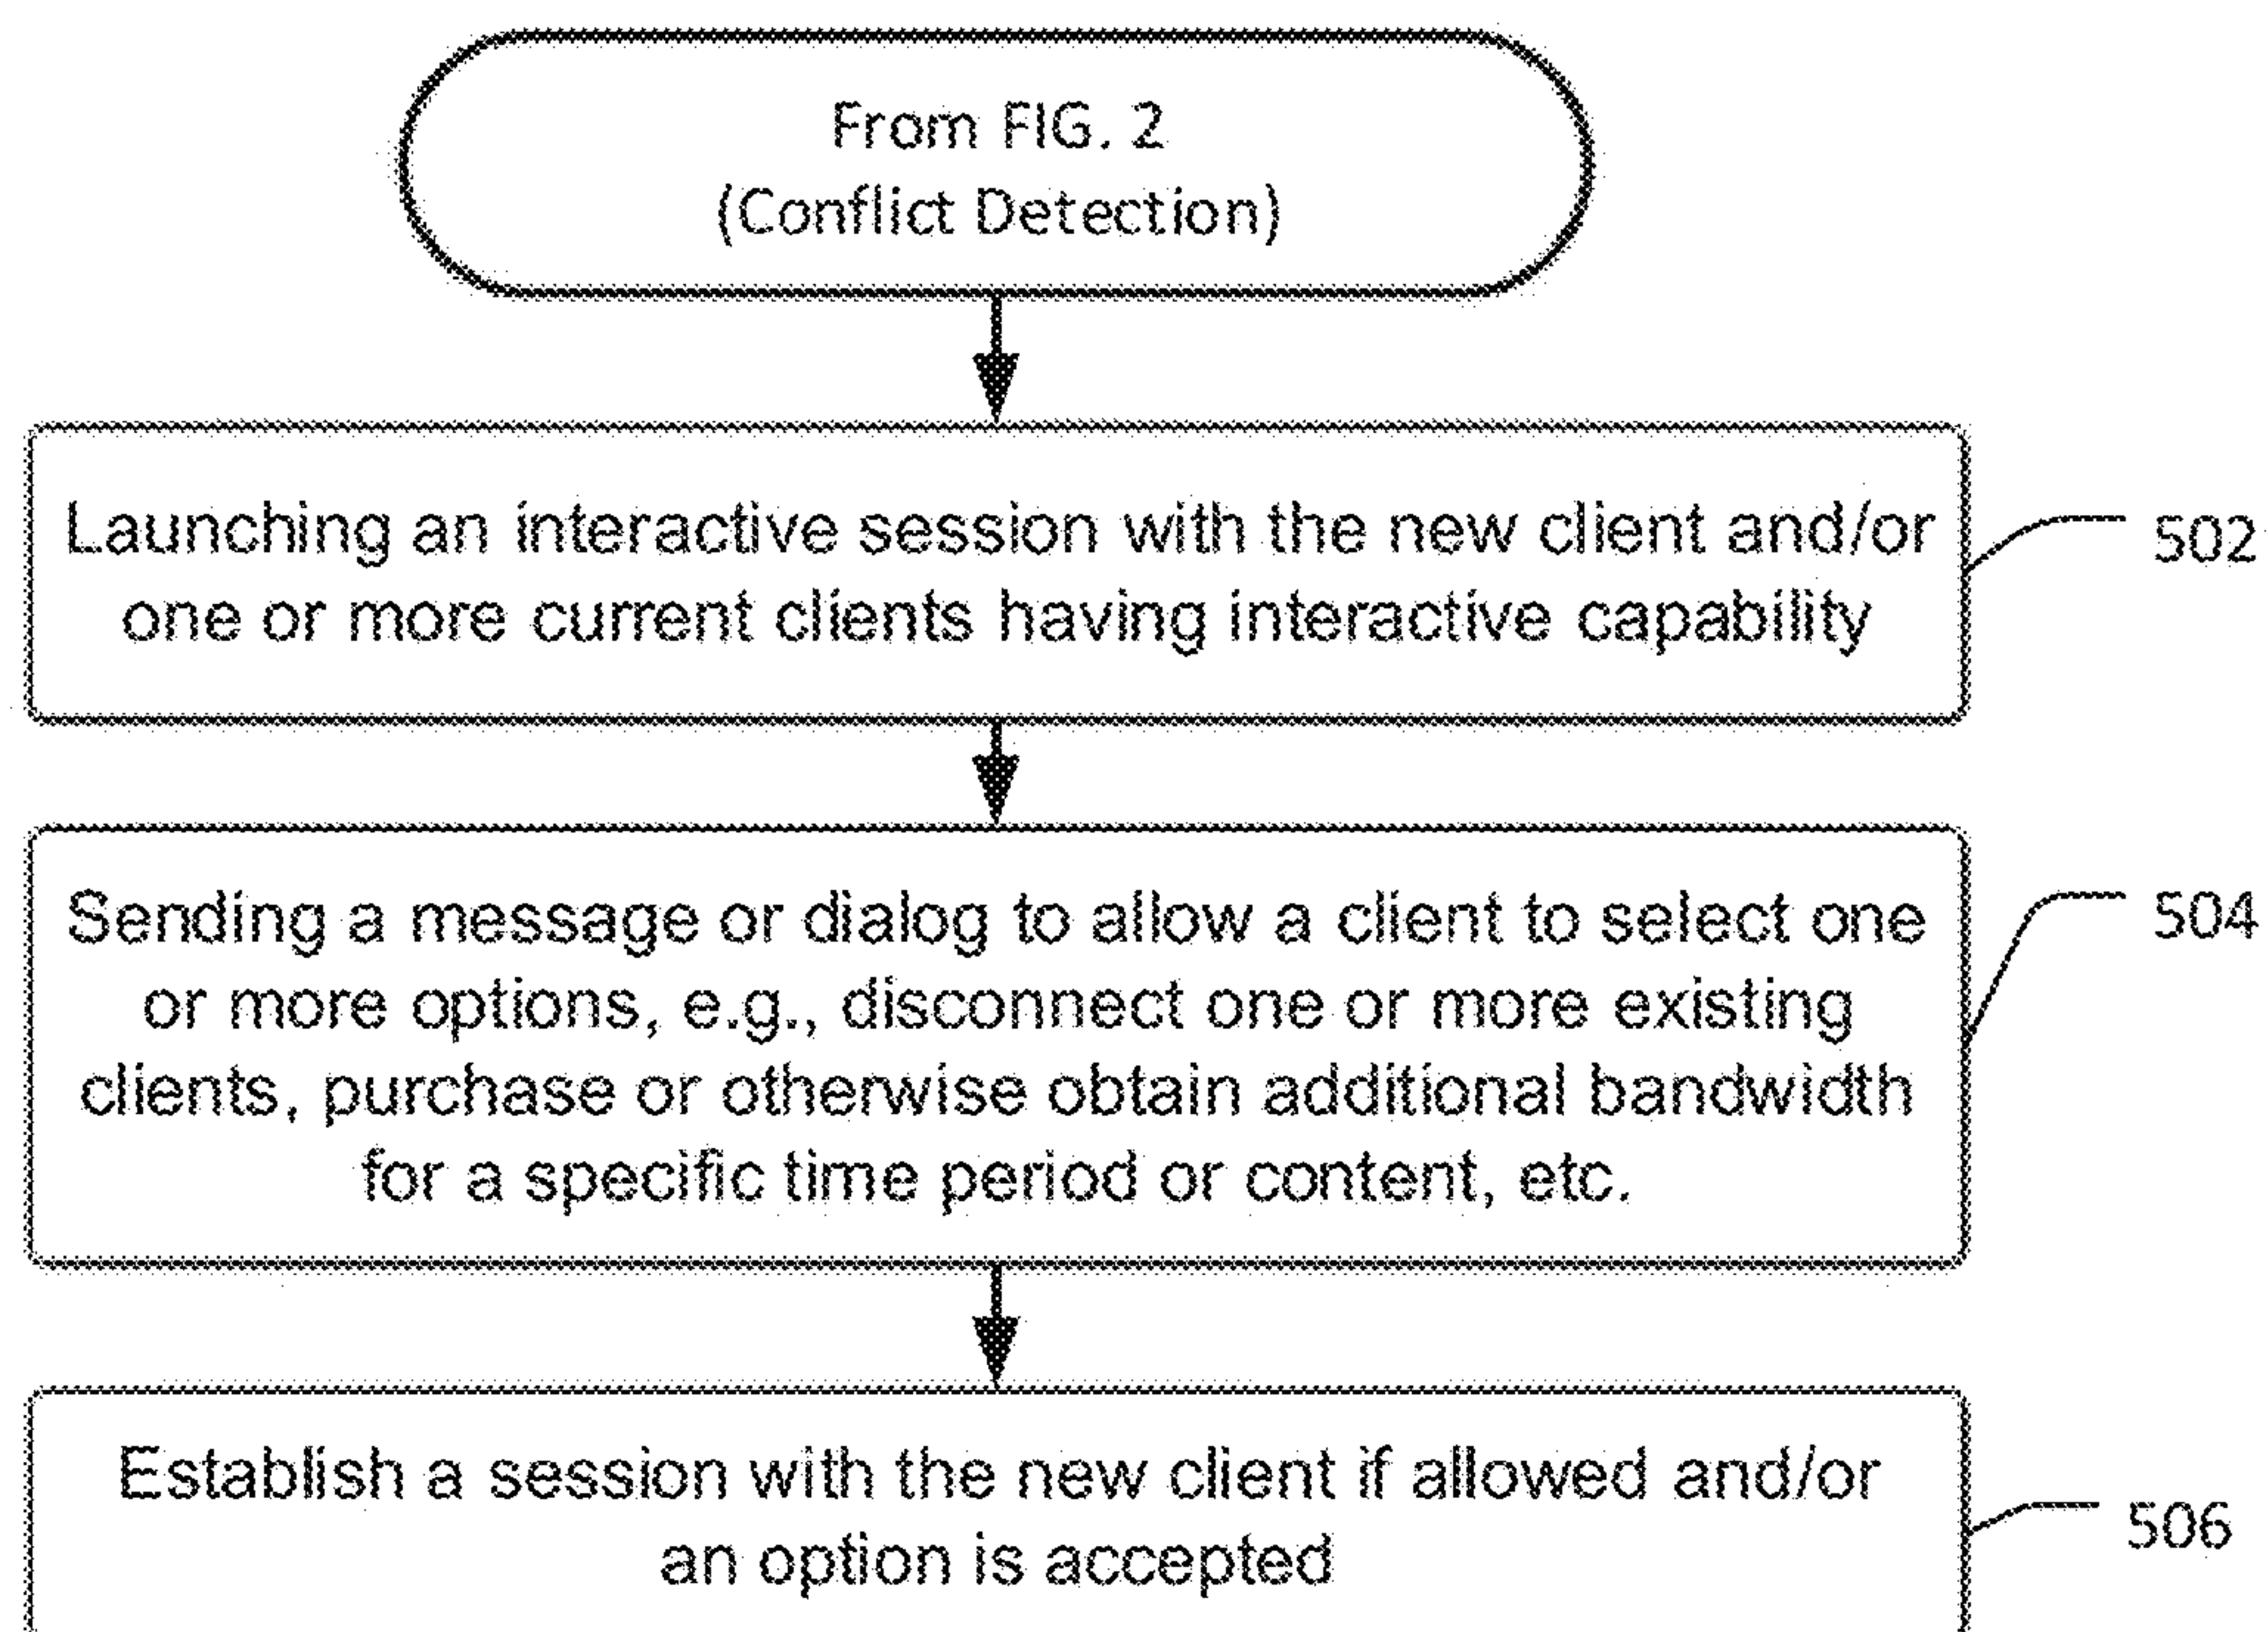 From FIG. 2
(Conflict Detection)
Launching an interactive session with the new client and/or
one or more current clients having interactive capability
502
Sending a message or dialog to allow a client to select one
or more options, e.g., disconnect one or more existing
clients, purchase or otherwise obtain additional bandwidth
for a specific time period or content, etc.
504
Establish a session with the new client if allowed and/or
an option is accepted
506